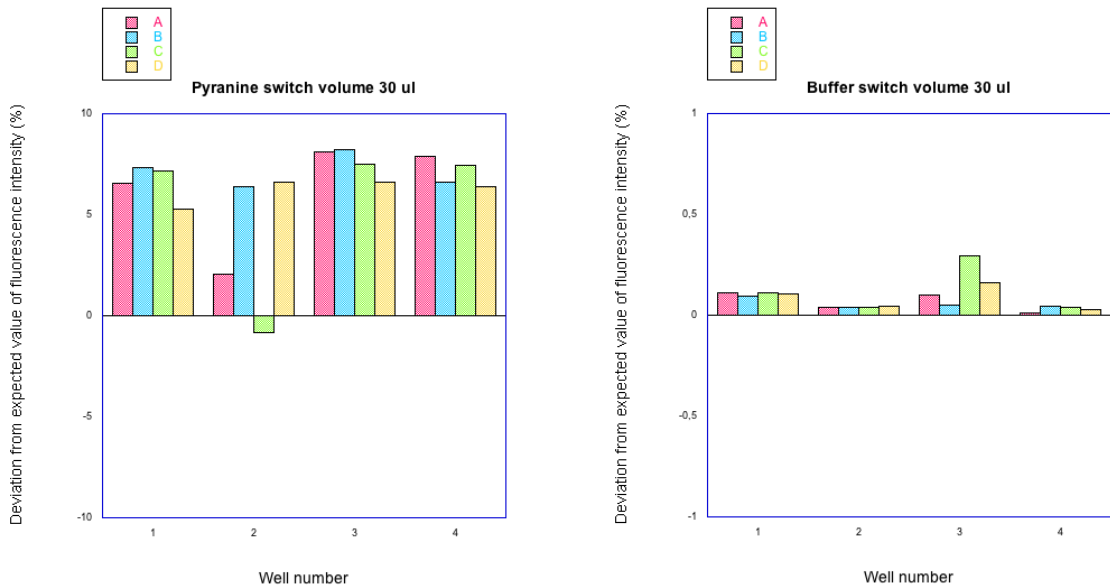 A
B
C
D
Pyranine switch volume 30 ul
Deviation from expected value of fluorescence intensity (%)
10
5
0
-5
-10
1 2 3 4
Well number
A
B
C
D
Buffer switch volume 30 ul
Deviation from expected value of fluorescence intensity (%)
1
0,5
0
-0,5
-1
1 2 3 4
Well number